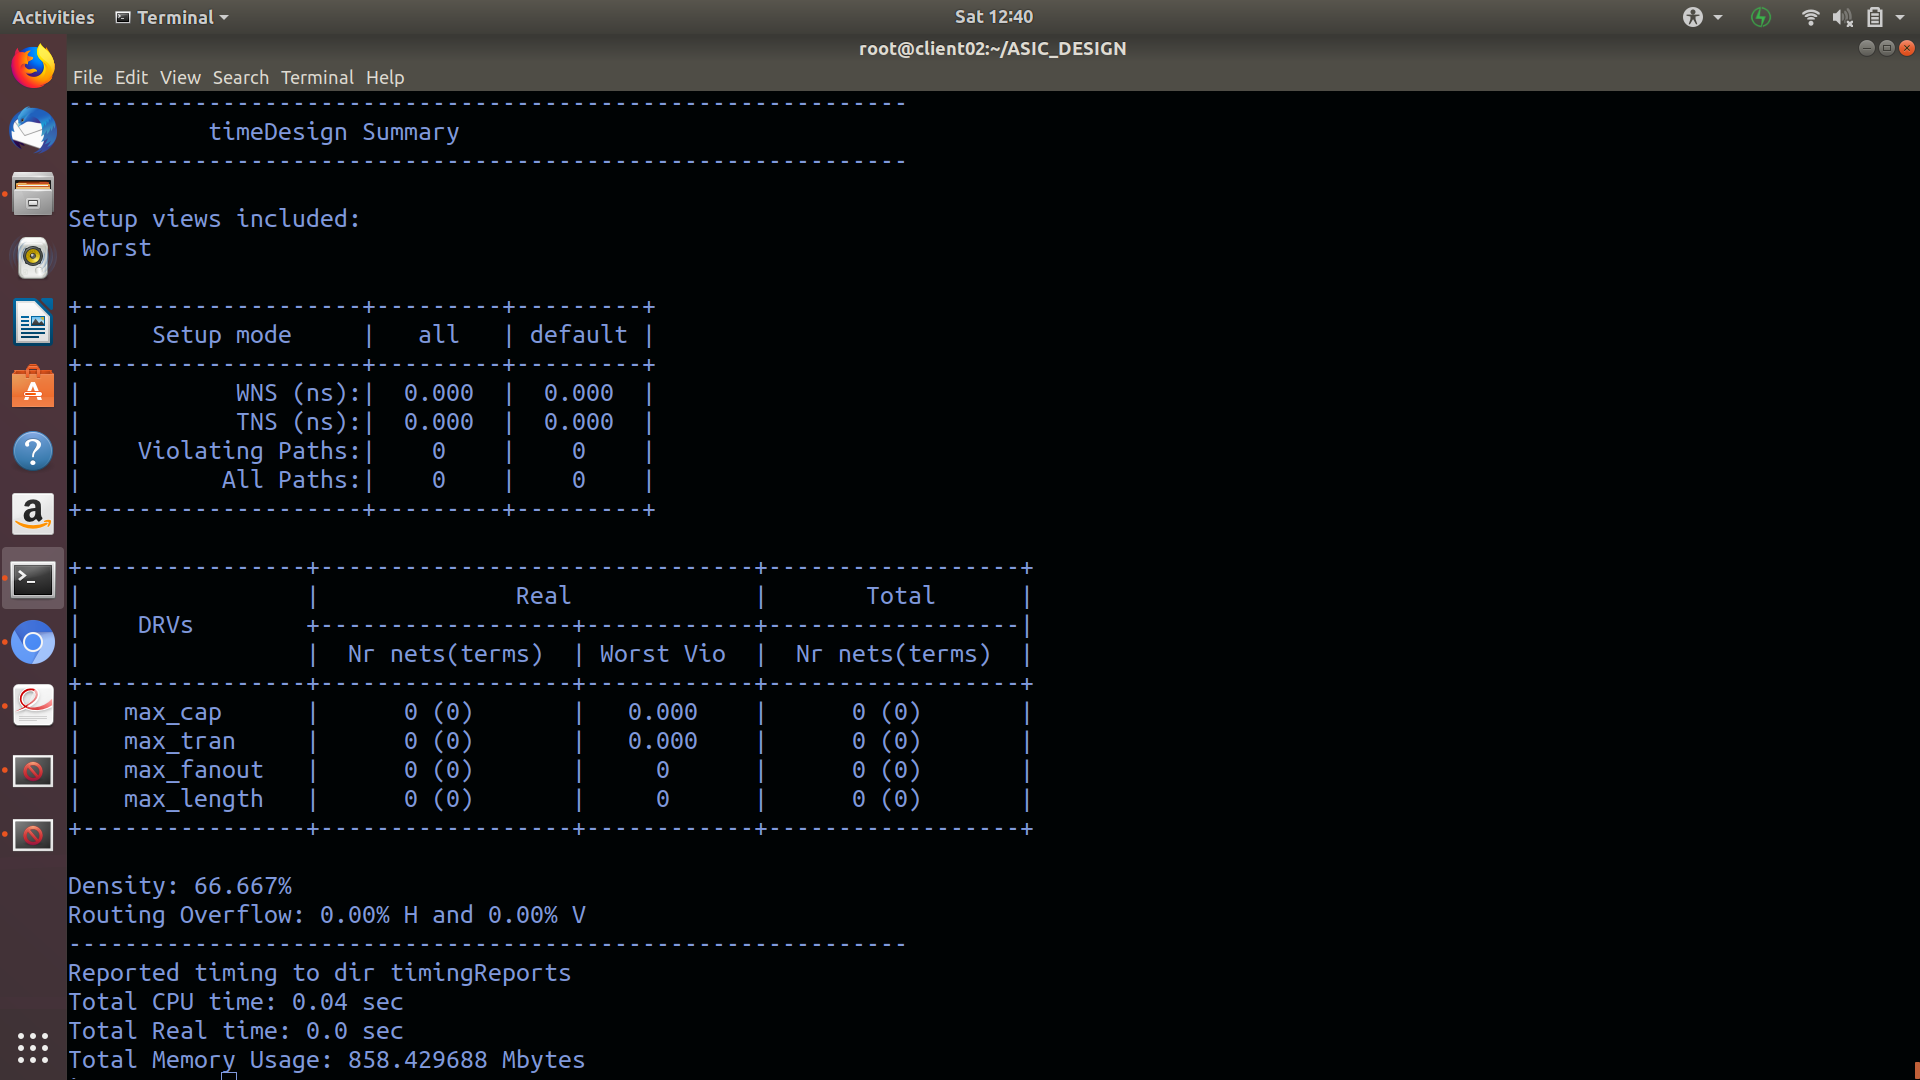 Activities Terminal Sat 12:40
root@client02:~/ASIC_DESIGN
File Edit View Search Terminal Help
------------------------------------------------------------
          timeDesign Summary
------------------------------------------------------------
Setup views included:
 Worst
+--------------------+---------+---------+
|     Setup mode     |   all   | default |
+--------------------+---------+---------+
|           WNS (ns):|  0.000  |  0.000  |
|           TNS (ns):|  0.000  |  0.000  |
|    Violating Paths:|    0    |    0    |
|          All Paths:|    0    |    0    |
+--------------------+---------+---------+
+----------------+-------------------------------+------------------+
|                |              Real             |       Total      |
|    DRVs        +------------------+------------+------------------|
|                |  Nr nets(terms)  | Worst Vio  |  Nr nets(terms)  |
+----------------+------------------+------------+------------------+
|   max_cap      |      0 (0)       |   0.000    |      0 (0)       |
|   max_tran     |      0 (0)       |   0.000    |      0 (0)       |
|   max_fanout   |      0 (0)       |     0      |      0 (0)       |
|   max_length   |      0 (0)       |     0      |      0 (0)       |
+----------------+------------------+------------+------------------+
Density: 66.667%
Routing Overflow: 0.00% H and 0.00% V
------------------------------------------------------------
Reported timing to dir timingReports
Total CPU time: 0.04 sec
Total Real time: 0.0 sec
Total Memory Usage: 858.429688 Mbytes